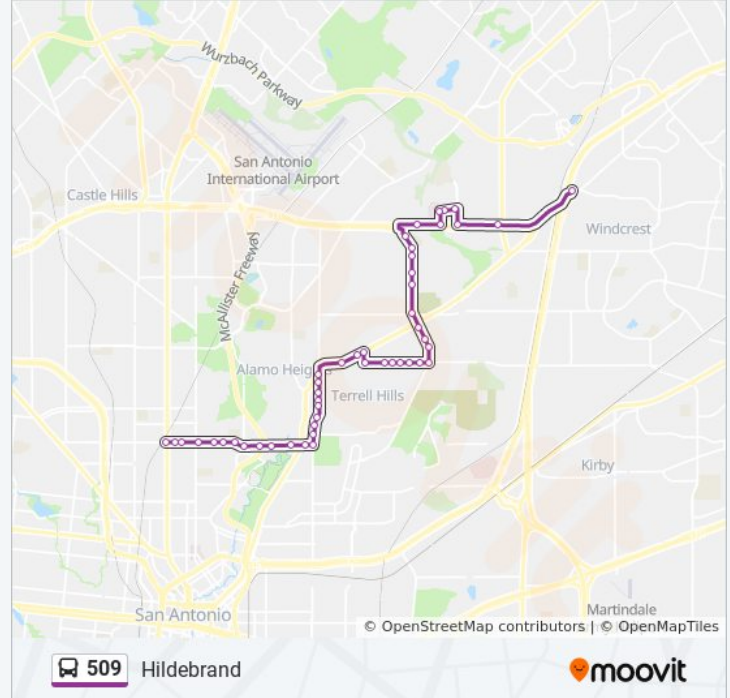 Wurzbach Parkway
San Antonio
International Airport
Castle Hills
Windcrest
McAllister Freeway
Alamo Heig
Terrell Hills
Kirby
San Antonio
Martindale
© OpenStreetMap contributors | © OpenMapTiles
509 Hildebrand
moovit